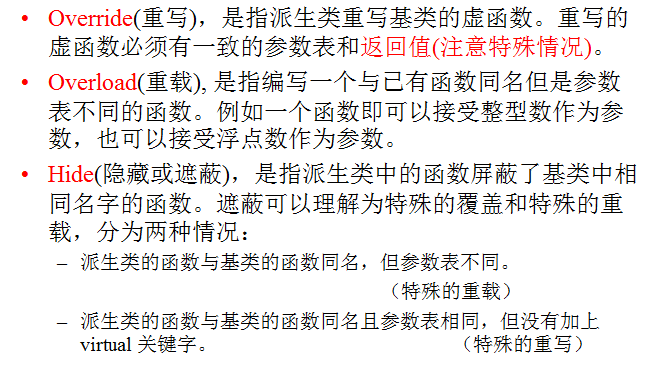 • Override(重写)，是指派生类重写基类的虚函数。重写的
虚函数必须有一致的参数表和返回值(注意特殊情况)。
• Overload(重载), 是指编写一个与已有函数同名但是参数
表不同的函数。例如一个函数即可以接受整型数作为参
数，也可以接受浮点数作为参数。
• Hide(隐藏或遮蔽)，是指派生类中的函数屏蔽了基类中相
同名字的函数。遮蔽可以理解为特殊的覆盖和特殊的重
载，分为两种情况：
– 派生类的函数与基类的函数同名，但参数表不同。
（特殊的重载）
– 派生类的函数与基类的函数同名且参数表相同，但没有加上
virtual 关键字。 （特殊的重写）